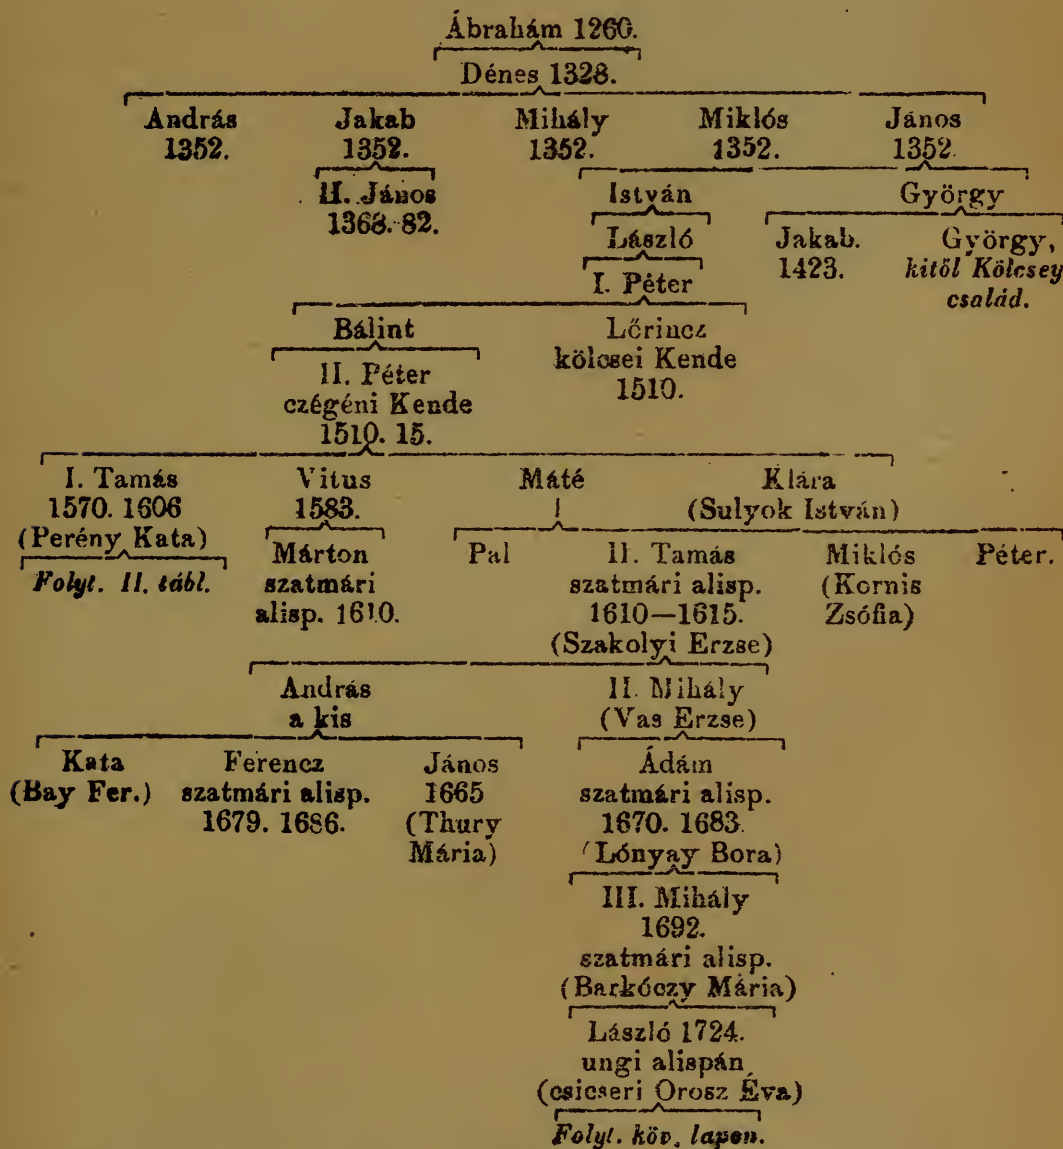 Ábrahám 1260.
Dénes 1328.
András Jakab Mihály Miklós János
1352. 1352. 1352. 1352. 1352.
II. János István György
1368. 82.
László Jakab. György,
1423. kitől Kölcsey
I. Péter család.
Bálint Lőrincz
II. Péter kölcsei Kende
czégéni Kende 1510.
1510. 15.
I. Tamás Vitus Máté Klára
1570. 1606 1583. (Sulyok István)
(Perény Kata) Márton Pal II. Tamás Miklós Péter.
Folyt. II. tábl. szatmári szatmári alisp. (Kornis
alisp. 1610. 1610—1615. Zsófia)
(Szakolyi Erzse)
András II. Mihály
a kis (Vas Erzse)
Kata Ferencz János Ádám
(Bay Fer.) szatmári alisp. 1665 szatmári alisp.
1679. 1686. (Thury 1670. 1683.
Mária) (Lónyay Bora)
III. Mihály
1692.
szatmári alisp.
(Barkóczy Mária)
László 1724.
ungi alispán
(csicseri Orosz Éva)
Folyt. köv. lapon.